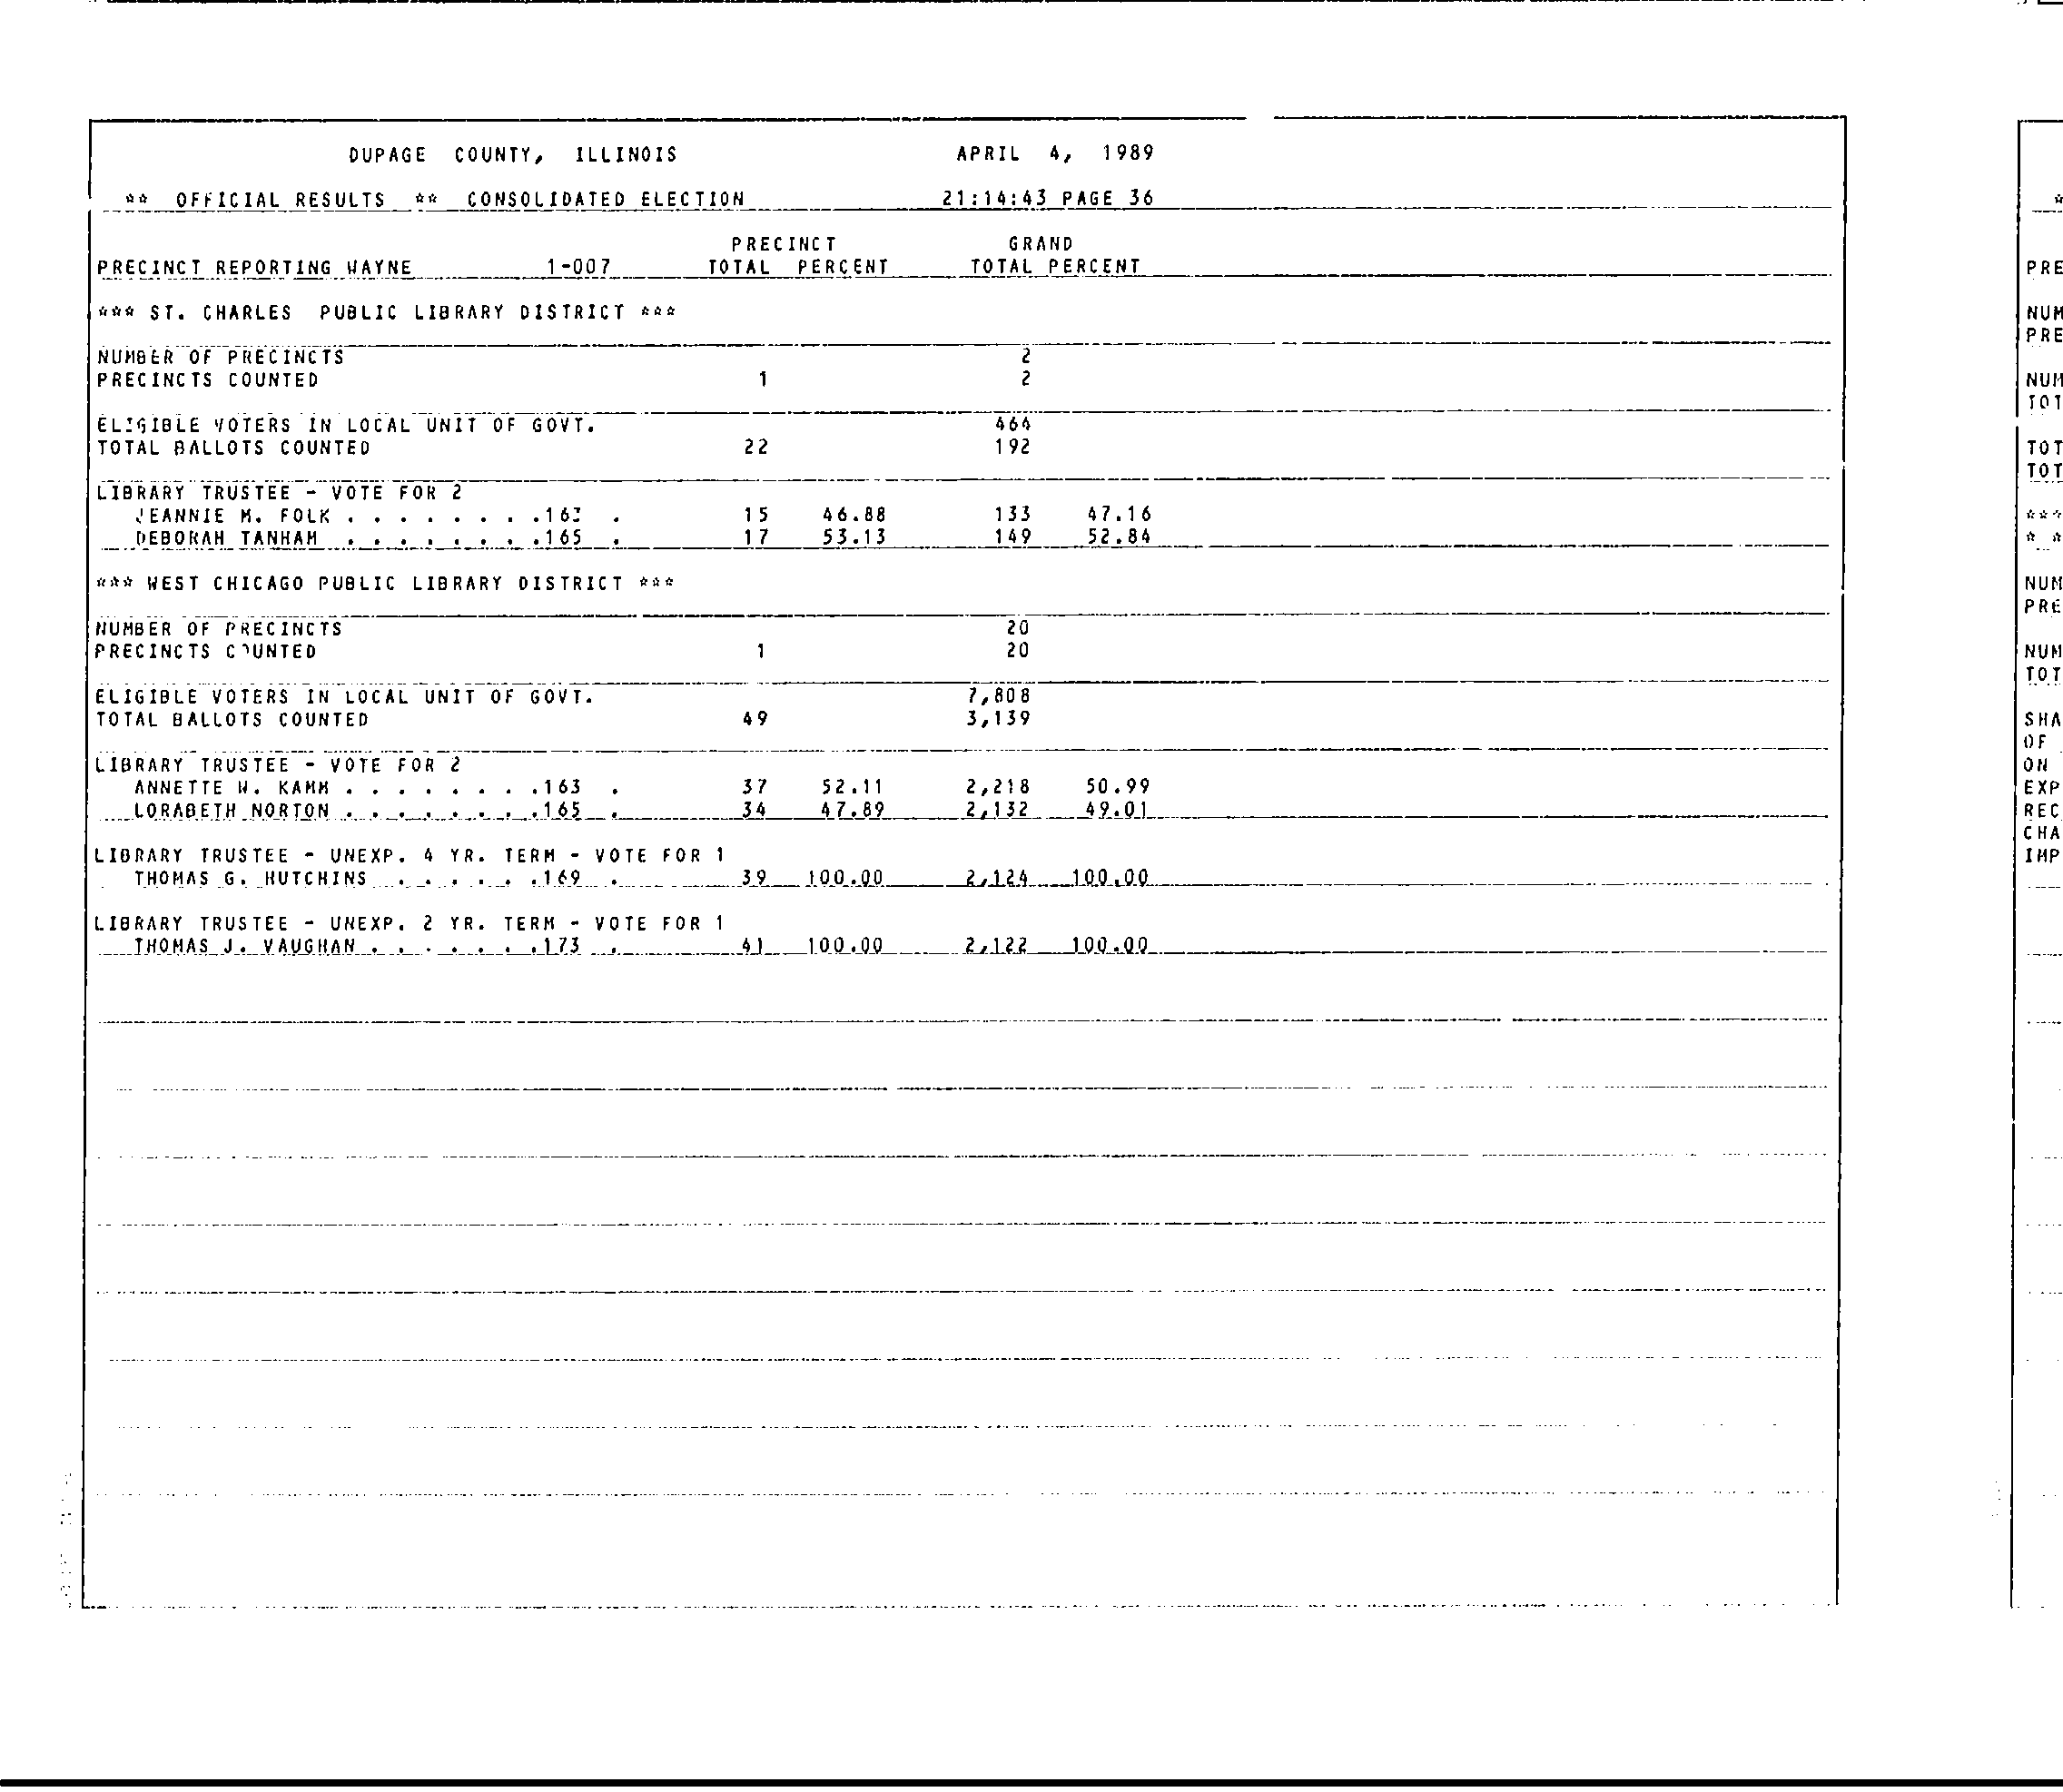 DUPAGE COUNTY, ILLINOIS APRIL 4, 1989
** OFFICIAL RESULTS ** CONSOLIDATED ELECTION 21:14:43 PAGE 36
PRECINCT GRAND
PRECINCT REPORTING WAYNE 1-007 TOTAL PERCENT TOTAL PERCENT
*** ST. CHARLES PUBLIC LIBRARY DISTRICT ***
NUMBER OF PRECINCTS 2
PRECINCTS COUNTED 1 2
ELIGIBLE VOTERS IN LOCAL UNIT OF GOVT. 464
TOTAL BALLOTS COUNTED 22 192
LIBRARY TRUSTEE - VOTE FOR 2
JEANNIE M. FOLK . . . . . . . .163 . 15 46.88 133 47.16
DEBORAH TANHAM . . . . . . . .165 . 17 53.13 149 52.84
*** WEST CHICAGO PUBLIC LIBRARY DISTRICT ***
NUMBER OF PRECINCTS 20
PRECINCTS COUNTED 1 20
ELIGIBLE VOTERS IN LOCAL UNIT OF GOVT. 7,808
TOTAL BALLOTS COUNTED 49 3,139
LIBRARY TRUSTEE - VOTE FOR 2
ANNETTE W. KAMM . . . . . . . .163 . 37 52.11 2,218 50.99
LORABETH NORTON . . . . . . . .165 . 34 47.89 2,132 49.01
LIBRARY TRUSTEE - UNEXP. 4 YR. TERM - VOTE FOR 1
THOMAS G. HUTCHINS . . . . . .169 . 39 100.00 2,124 100.00
LIBRARY TRUSTEE - UNEXP. 2 YR. TERM - VOTE FOR 1
THOMAS J. VAUGHAN . . . . . . .173 . 41 100.00 2,122 100.00
*
PRE
NUM
PRE
NUM
TOT
TOT
TOT
***
* *
NUM
PRE
NUM
TOT
SHA
OF
ON
EXP
REC
CHA
IMP